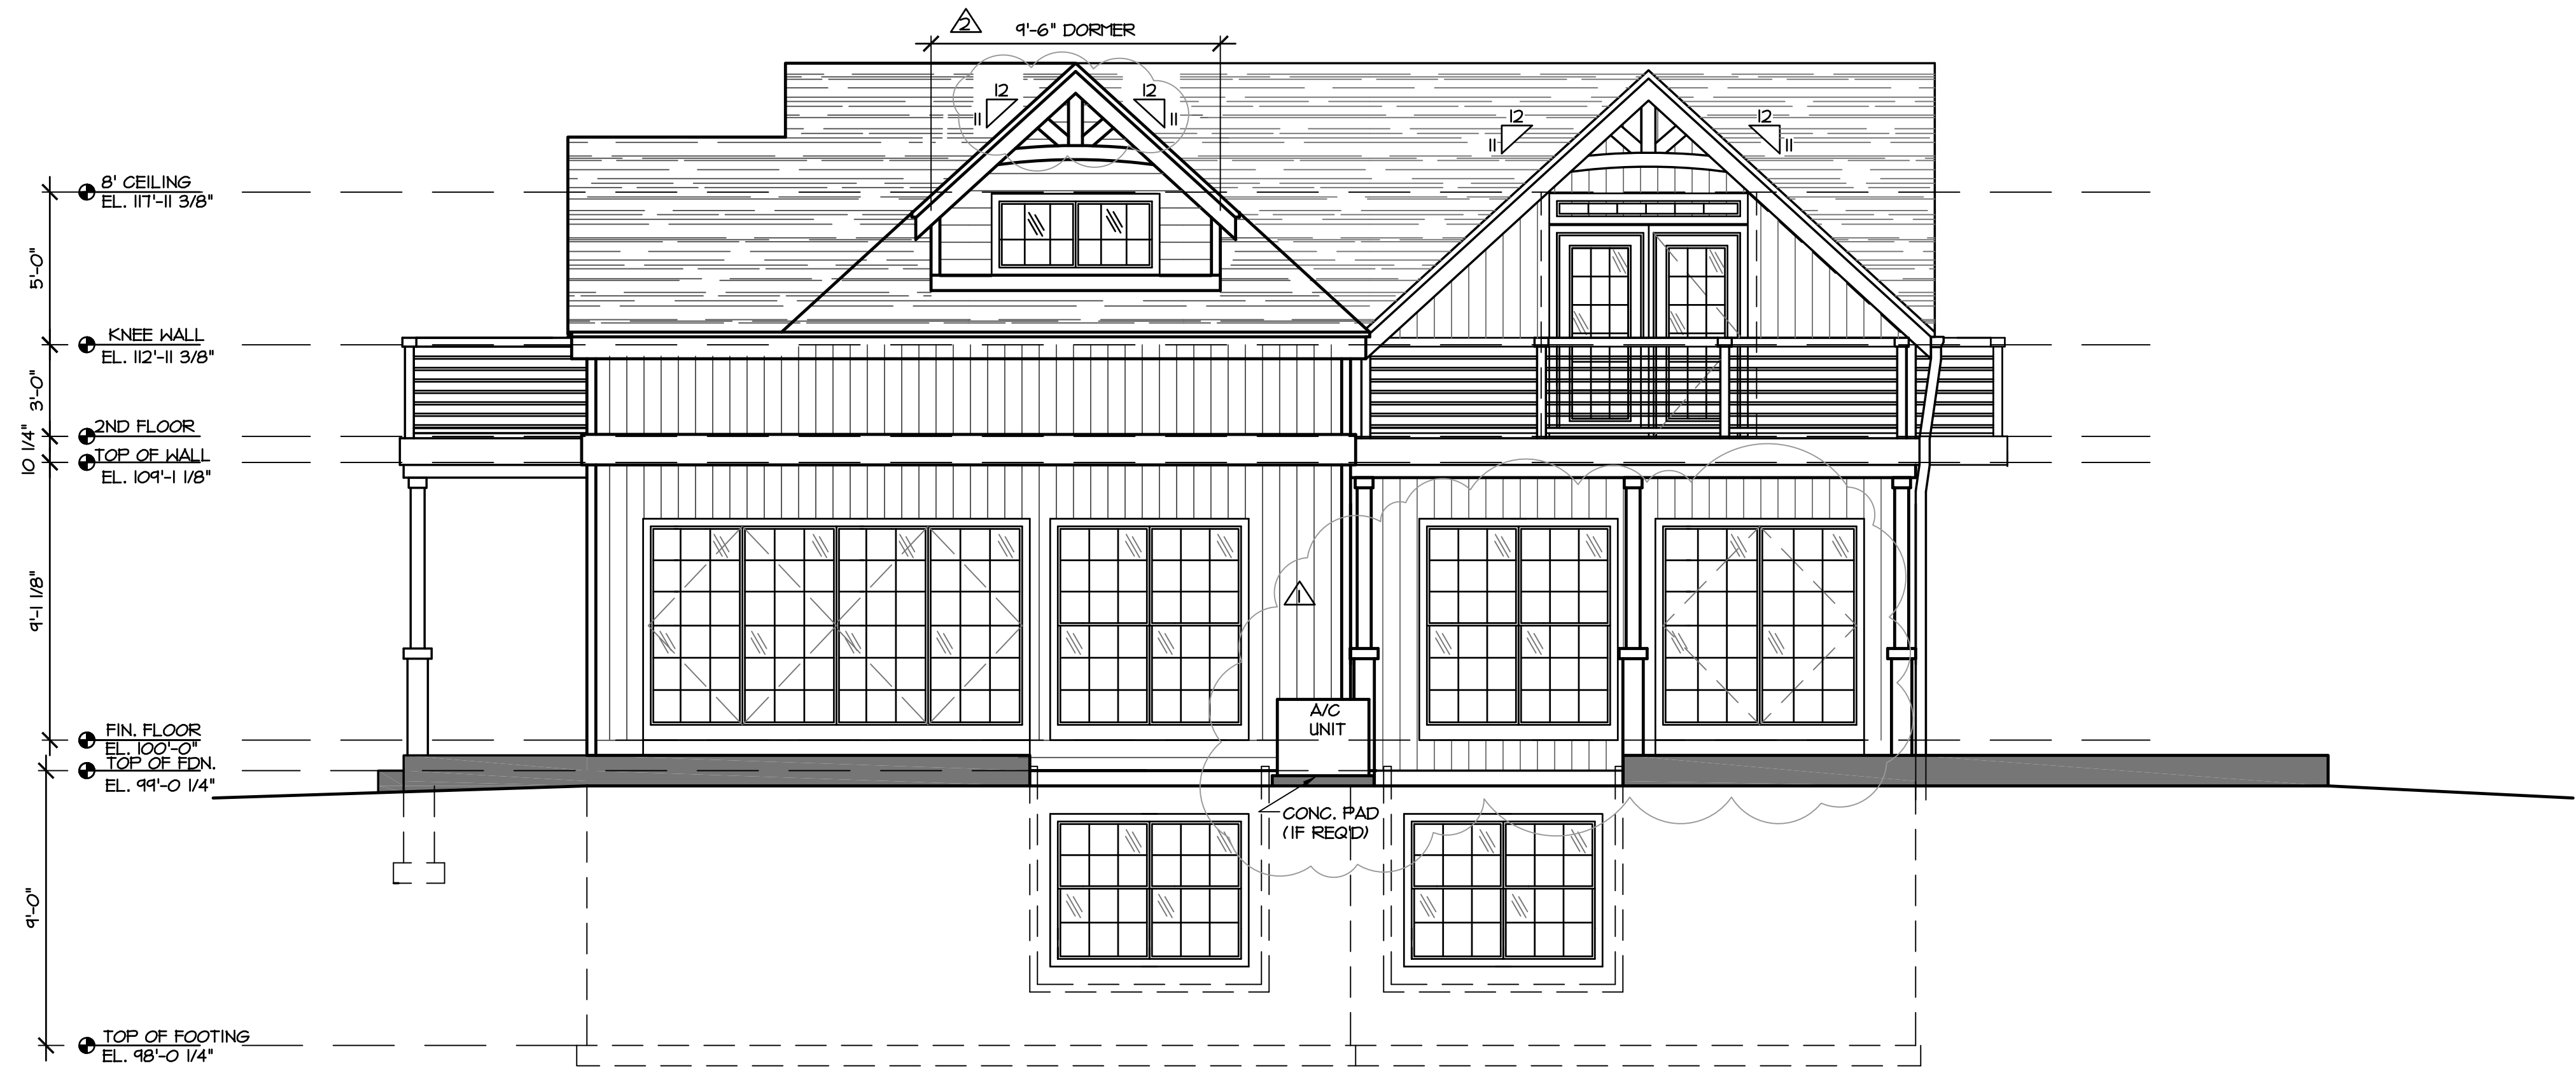 2
9'-6" DORMER
12
12
11
11
12
12
11
11
8' CEILING
EL. 117'-11 3/8"
5'-0"
KNEE WALL
EL. 112'-11 3/8"
3'-0"
2ND FLOOR
10 1/4"
TOP OF WALL
EL. 109'-1 1/8"
9'-1 1/8"
1
A/C
UNIT
FIN. FLOOR
EL. 100'-0"
TOP OF FDN.
EL. 99'-0 1/4"
CONC. PAD
(IF REQ'D)
9'-0"
TOP OF FOOTING
EL. 98'-0 1/4"